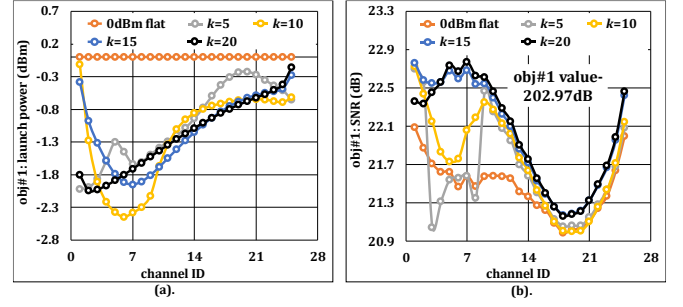 (a)
(b)
0dBm flat k=5 k=10
k=15 k=20
obj#1: launch power (dBm)
0.7
0.2
-0.3
-0.8
-1.3
-1.8
-2.3
-2.8
0 7 14 21 28
channel ID
(a).
0dBm flat k=5 k=10
k=15 k=20
obj#1 value-
202.97dB
obj#1: SNR (dB)
23.3
22.9
22.5
22.1
21.7
21.3
20.9
0 7 14 21 28
channel ID
(b).